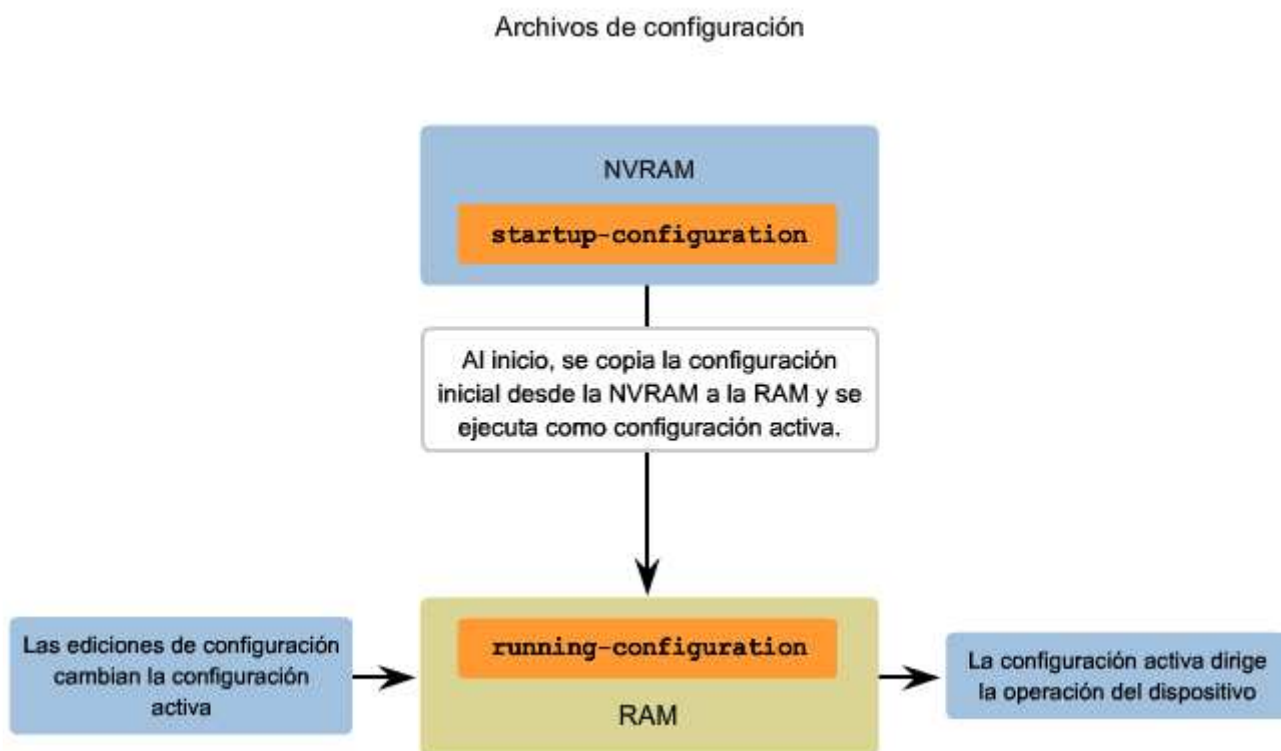 Archivos de configuración
NVRAM
startup-configuration
Al inicio, se copia la configuración
inicial desde la NVRAM a la RAM y se
ejecuta como configuración activa.
Las ediciones de configuración
cambian la configuración
activa
running-configuration
RAM
La configuración activa dirige
la operación del dispositivo